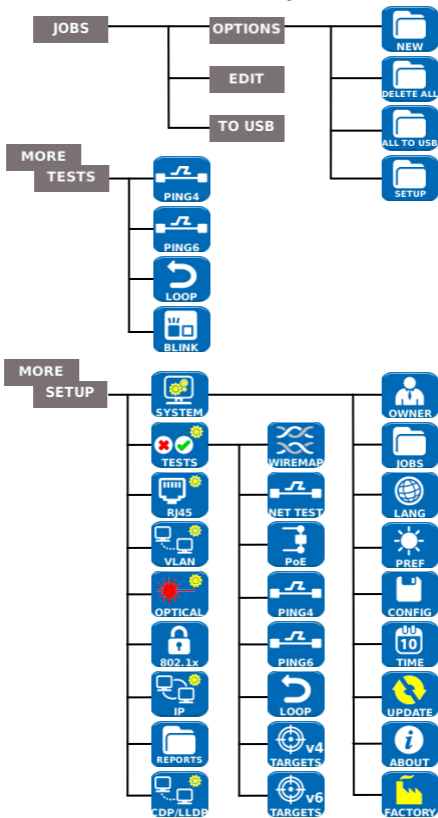 JOBS
OPTIONS
NEW
DELETE ALL
EDIT
ALL TO USB
TO USB
SETUP
MORE
TESTS
PING4
PING6
LOOP
BLINK
MORE
SETUP
SYSTEM
OWNER
TESTS
WIREMAP
JOBS
RJ45
NET TEST
LANG
VLAN
PoE
PREF
OPTICAL
PING4
CONFIG
802.1x
PING6
10
TIME
IP
LOOP
UPDATE
REPORTS
v4
TARGETS
i
ABOUT
CDP/LLDP
v6
TARGETS
FACTORY